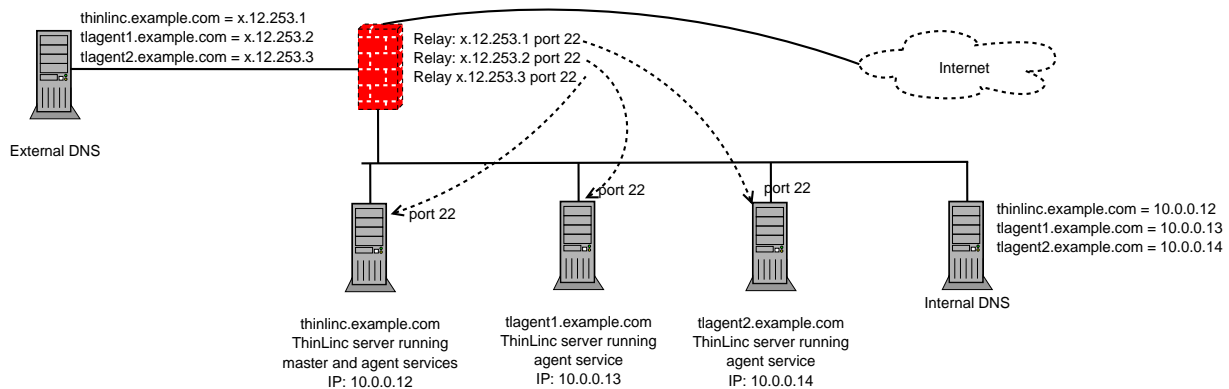 thinlinc.example.com = x.12.253.1
tlagent1.example.com = x.12.253.2
tlagent2.example.com = x.12.253.3
External DNS
Relay: x.12.253.1 port 22
Relay: x.12.253.2 port 22
Relay x.12.253.3 port 22
Internet
port 22
port 22
port 22
thinlinc.example.com = 10.0.0.12
tlagent1.example.com = 10.0.0.13
tlagent2.example.com = 10.0.0.14
Internal DNS
thinlinc.example.com
ThinLinc server running
master and agent services
IP: 10.0.0.12
tlagent1.example.com
ThinLinc server running
agent service
IP: 10.0.0.13
tlagent2.example.com
ThinLinc server running
agent service
IP: 10.0.0.14